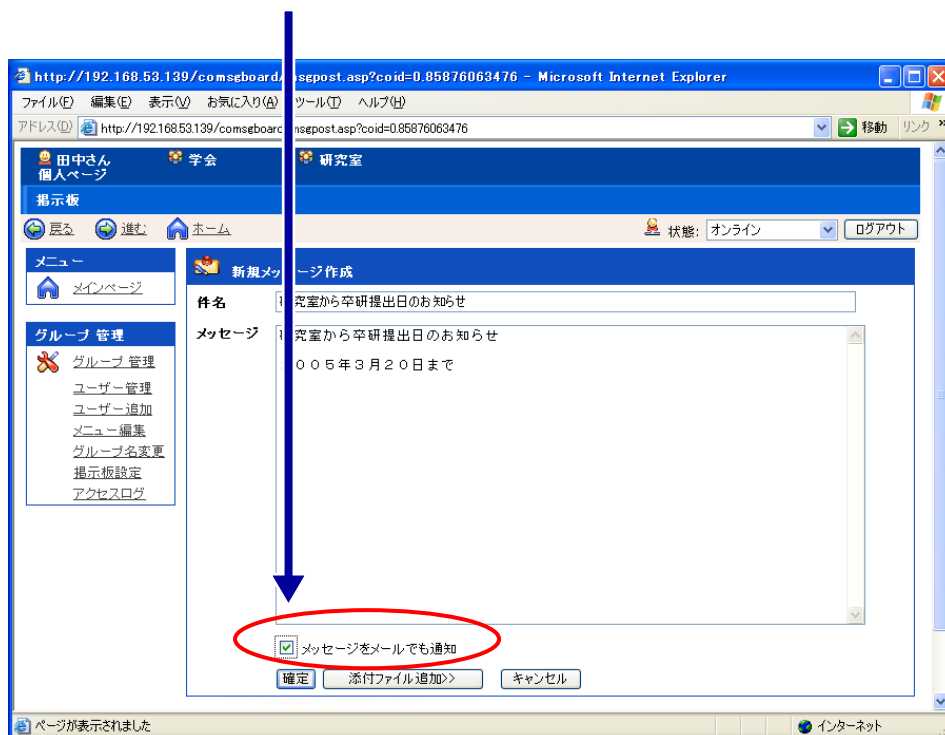 http://192.168.53.139/comsgboard/msgpost.asp?coid=0.85876063476 - Microsoft Internet Explorer
ファイル(F) 編集(E) 表示(V) お気に入り(A) ツール(T) ヘルプ(H)
アドレス(D) http://192.168.53.139/comsgboard/msgpost.asp?coid=0.85876063476 移動 リンク »
田中さん 学会 研究室
個人ページ
掲示板
戻る 進む ホーム 状態: オンライン ログアウト
メニュー
メインページ
グループ 管理
グループ 管理
ユーザー管理
ユーザー追加
メニュー編集
グループ名変更
掲示板設定
アクセスログ
新規メッセージ作成
件名 研究室から卒研提出日のお知らせ
メッセージ 研究室から卒研提出日のお知らせ
２００５年３月２０日まで
メッセージをメールでも通知
確定 添付ファイル追加>> キャンセル
ページが表示されました インターネット